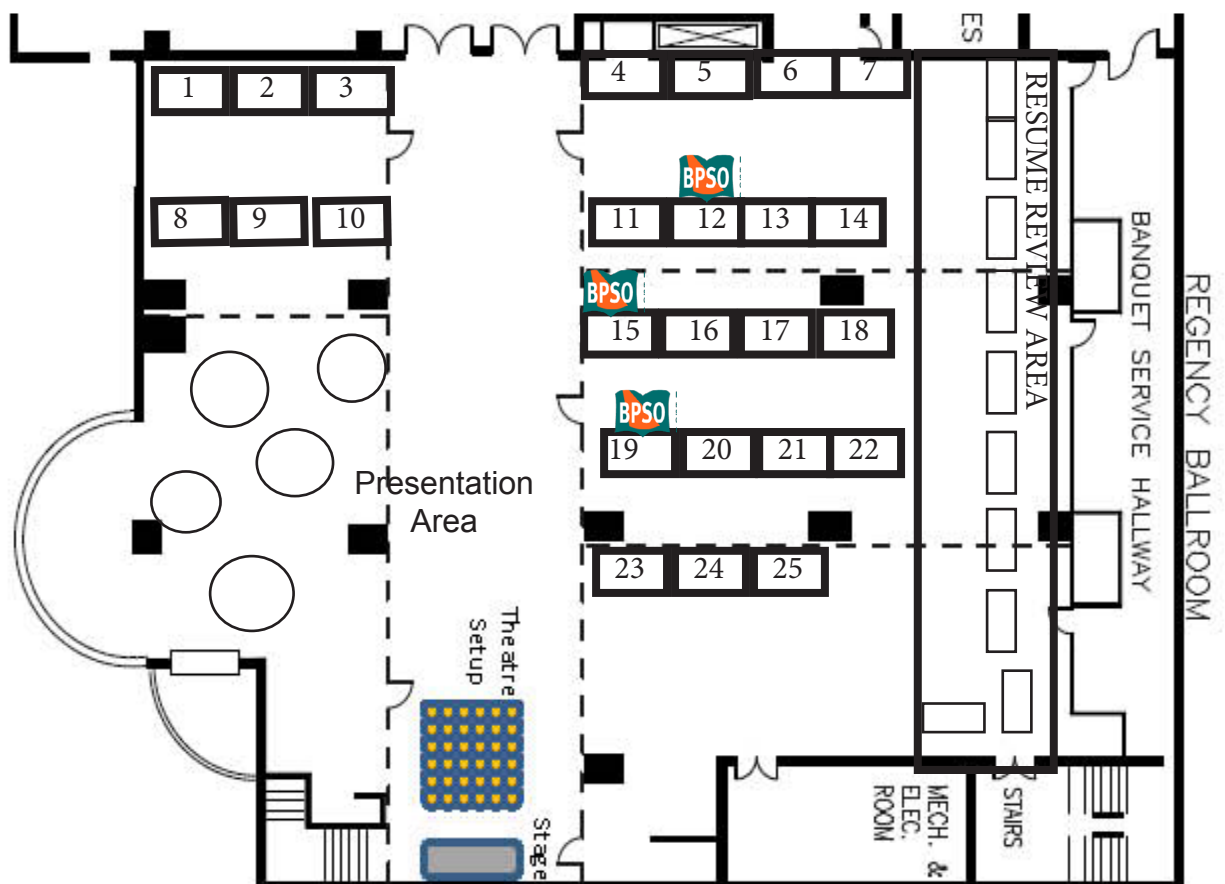 ES
1 2 3
4 5 6 7
RESUME REVIEW AREA
BPSO
8 9 10
11 12 13 14
BANQUET SERVICE HALLWAY
REGENCY BALLROOM
BPSO
15 16 17 18
BPSO
19 20 21 22
Presentation
Area
23 24 25
Theatre
Setup
Stage
MECH. &
ELEC.
ROOM
STAIRS